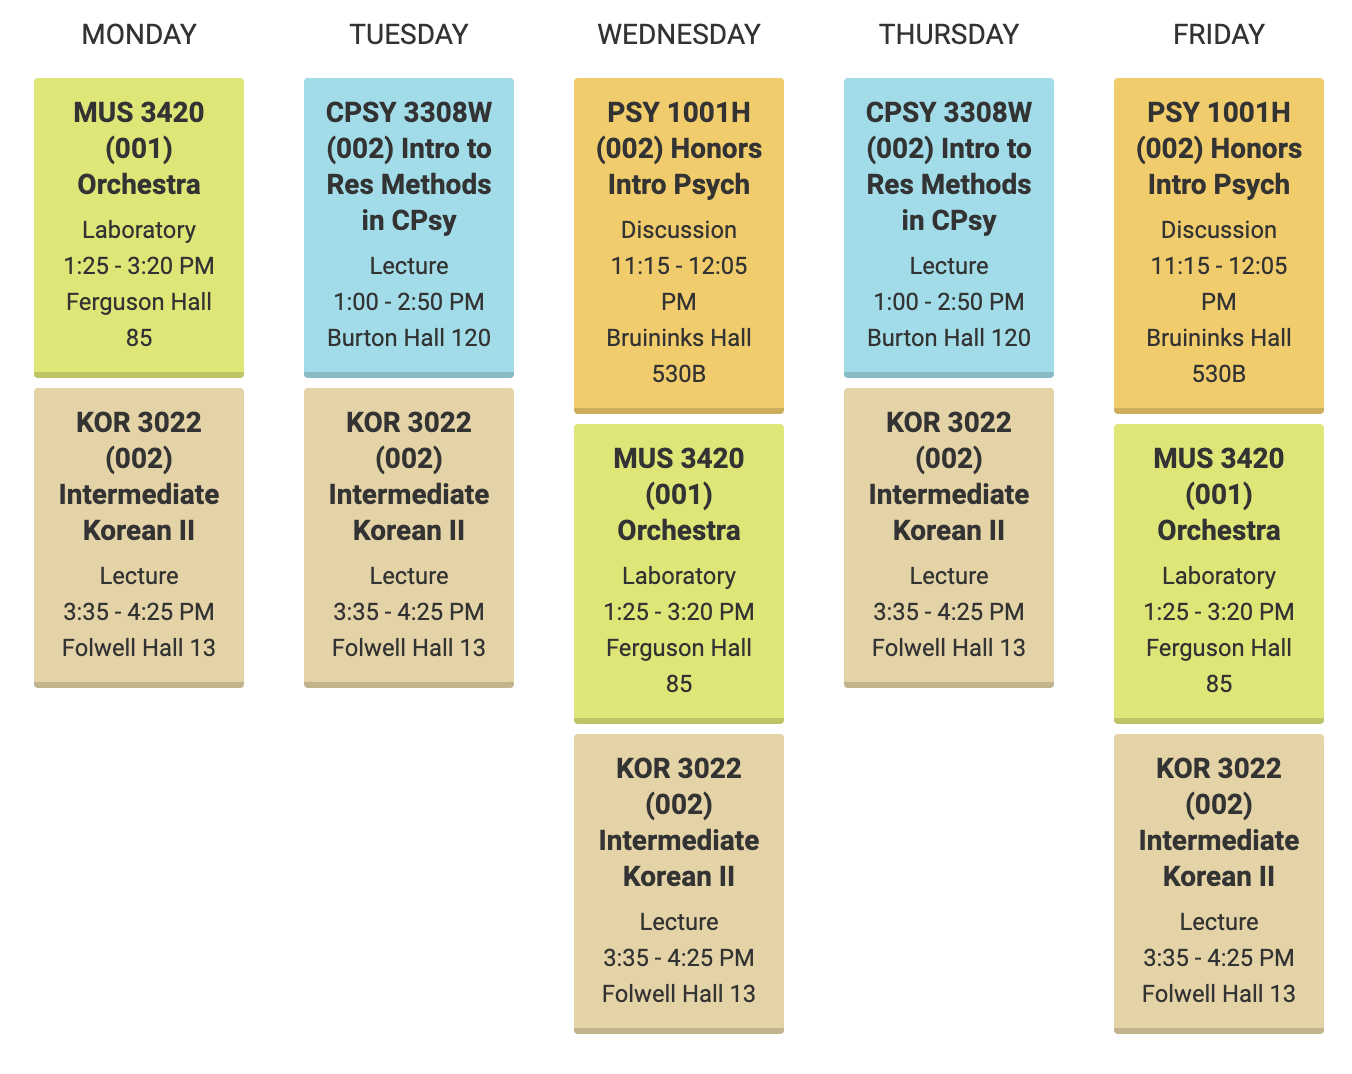 MONDAY
MUS 3420
(001)
Orchestra
Laboratory
1:25 - 3:20 PM
Ferguson Hall
85
KOR 3022
(002)
Intermediate
Korean II
Lecture
3:35 - 4:25 PM
Folwell Hall 13
TUESDAY
CPSY 3308W
(002) Intro to
Res Methods
in CPsy
Lecture
1:00 - 2:50 PM
Burton Hall 120
KOR 3022
(002)
Intermediate
Korean II
Lecture
3:35 - 4:25 PM
Folwell Hall 13
WEDNESDAY
PSY 1001H
(002) Honors
Intro Psych
Discussion
11:15 - 12:05
PM
Bruininks Hall
530B
MUS 3420
(001)
Orchestra
Laboratory
1:25 - 3:20 PM
Ferguson Hall
85
KOR 3022
(002)
Intermediate
Korean II
Lecture
3:35 - 4:25 PM
Folwell Hall 13
THURSDAY
CPSY 3308W
(002) Intro to
Res Methods
in CPsy
Lecture
1:00 - 2:50 PM
Burton Hall 120
KOR 3022
(002)
Intermediate
Korean II
Lecture
3:35 - 4:25 PM
Folwell Hall 13
FRIDAY
PSY 1001H
(002) Honors
Intro Psych
Discussion
11:15 - 12:05
PM
Bruininks Hall
530B
MUS 3420
(001)
Orchestra
Laboratory
1:25 - 3:20 PM
Ferguson Hall
85
KOR 3022
(002)
Intermediate
Korean II
Lecture
3:35 - 4:25 PM
Folwell Hall 13